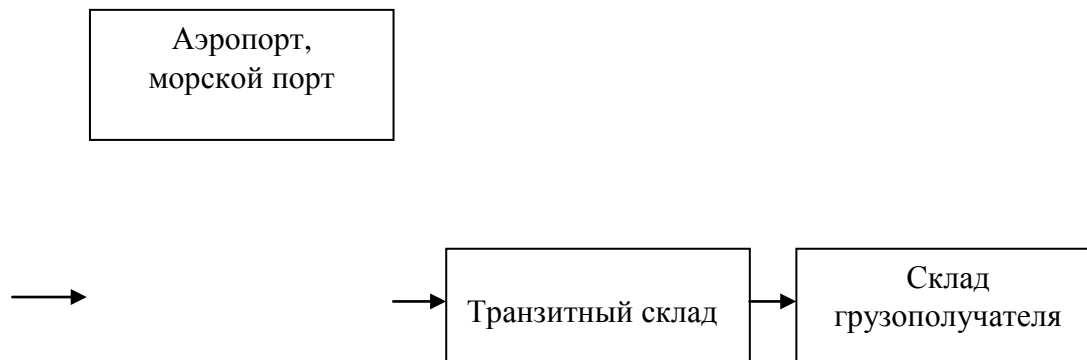 Аэропорт,
морской порт
Транзитный склад
Склад
грузополучателя